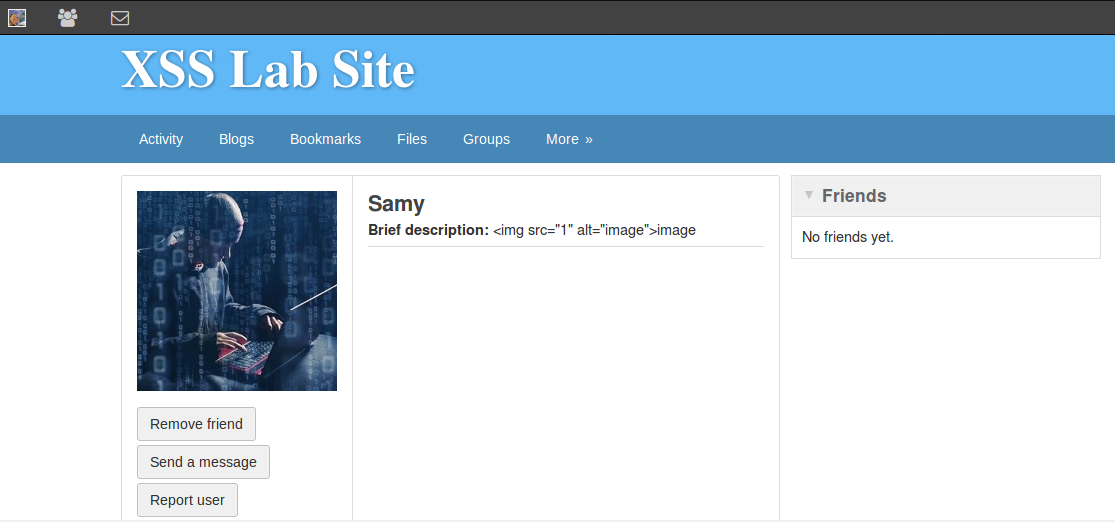 XSS Lab Site
Activity Blogs Bookmarks Files Groups More »
Samy
Brief description: <img src="1" alt="image">image
Remove friend
Send a message
Report user
Friends
No friends yet.